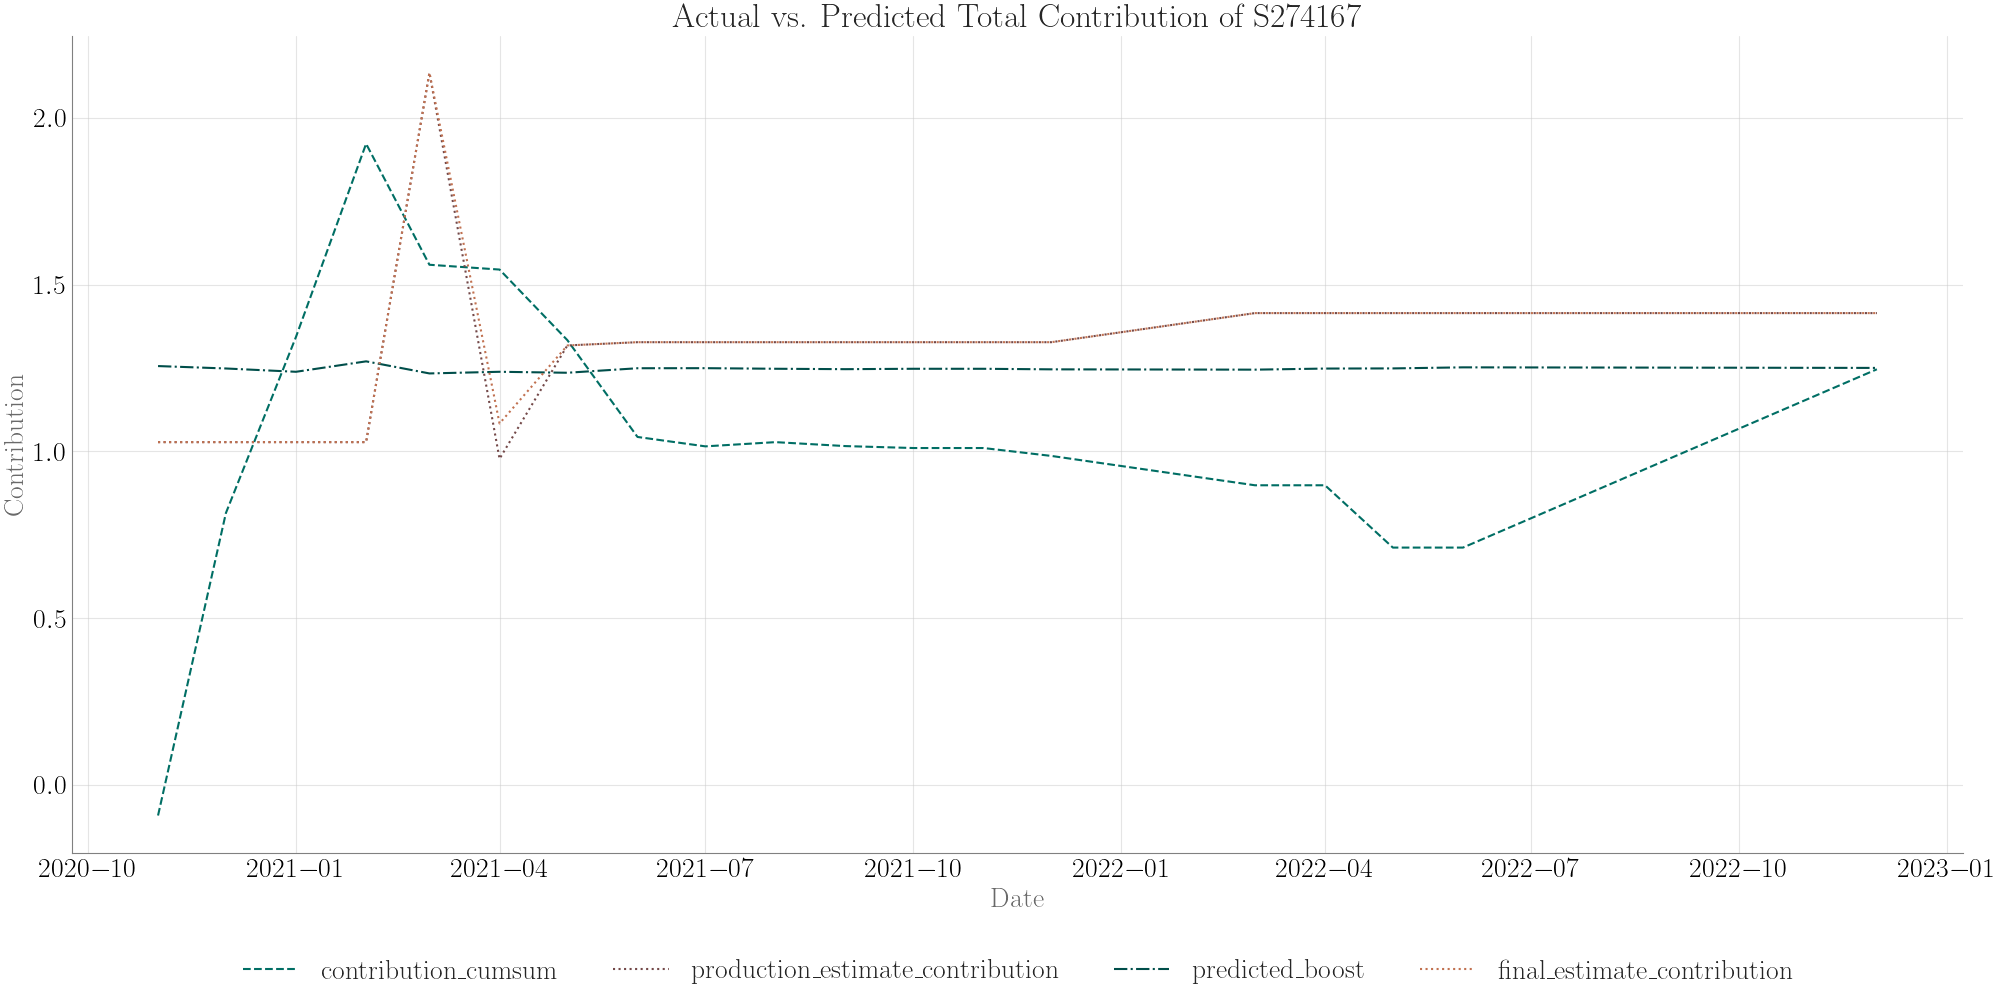 Actual vs. Predicted Total Contribution of S274167
Contribution
2.0
1.5
1.0
0.5
0.0
2020−10 2021−01 2021−04 2021−07 2021−10 2022−01 2022−04 2022−07 2022−10 2023−01
Date
contribution_cumsum production_estimate_contribution predicted_boost final_estimate_contribution